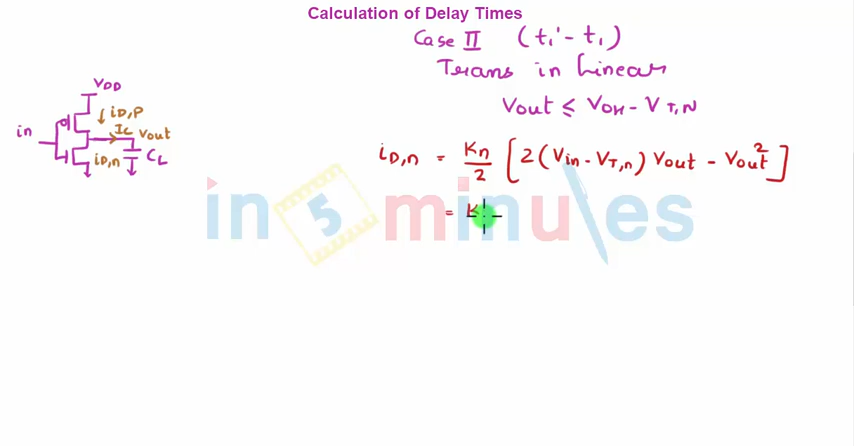 Calculation of Delay Times
Case II (t₁' - t₁)
Trans in Linear
Vout ≤ VOH - VT,N
VDD
iD,P
in
Ic Vout
iD,n
CL
iD,n = Kn/2 [2(Vin - VT,n) Vout - Vout²]
= K
in 5 minutes